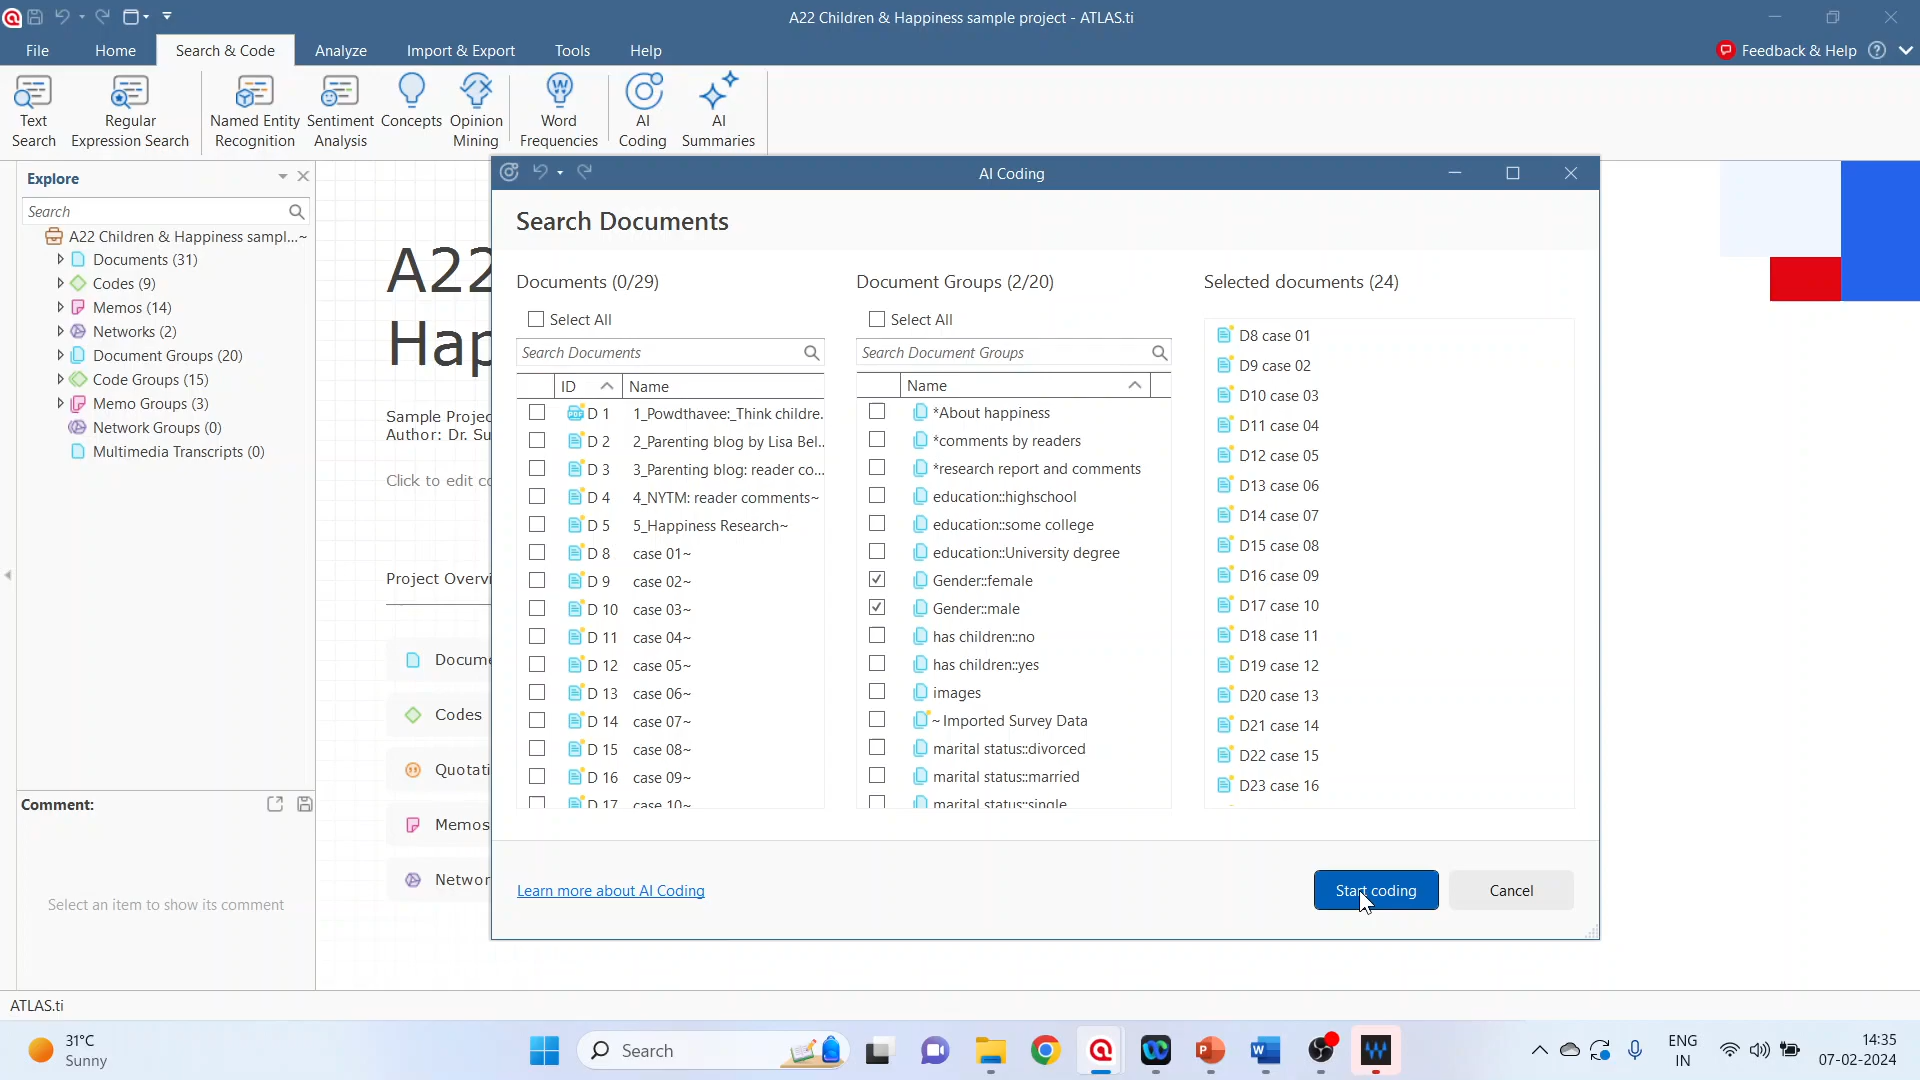 A22 Children & Happiness sample project - ATLAS.ti
File
Home
Search & Code
Analyze
Import & Export
Tools
Help
Feedback & Help
Text Search
Regular Expression Search
Named Entity Recognition
Sentiment Analysis
Concepts
Opinion Mining
Word Frequencies
AI Coding
AI Summaries
Explore
Search
A22 Children & Happiness sampl...~
Documents (31)
Codes (9)
Memos (14)
Networks (2)
Document Groups (20)
Code Groups (15)
Memo Groups (3)
Network Groups (0)
Multimedia Transcripts (0)
Comment:
Select an item to show its comment
A22
Hap
Sample Projec
Author: Dr. Su
Click to edit co
Project Overvi
Docume
Codes
Quotati
Memos
Networ
AI Coding
Search Documents
Documents (0/29)
Select All
Search Documents
ID Name
D 1 1_Powdthavee:_Think childre.
D 2 2_Parenting blog by Lisa Bel..
D 3 3_Parenting blog: reader co...
D 4 4_NYTM: reader comments~
D 5 5_Happiness Research~
D 8 case 01~
D 9 case 02~
D 10 case 03~
D 11 case 04~
D 12 case 05~
D 13 case 06~
D 14 case 07~
D 15 case 08~
D 16 case 09~
D 17 case 10~
Document Groups (2/20)
Select All
Search Document Groups
Name
*About happiness
*comments by readers
*research report and comments
education::highschool
education::some college
education::University degree
Gender::female
Gender::male
has children::no
has children::yes
images
~ Imported Survey Data
marital status::divorced
marital status::married
marital status::single
Selected documents (24)
D8 case 01
D9 case 02
D10 case 03
D11 case 04
D12 case 05
D13 case 06
D14 case 07
D15 case 08
D16 case 09
D17 case 10
D18 case 11
D19 case 12
D20 case 13
D21 case 14
D22 case 15
D23 case 16
Learn more about AI Coding
Start coding
Cancel
ATLAS.ti
31°C
Sunny
Search
ENG
IN
14:35
07-02-2024